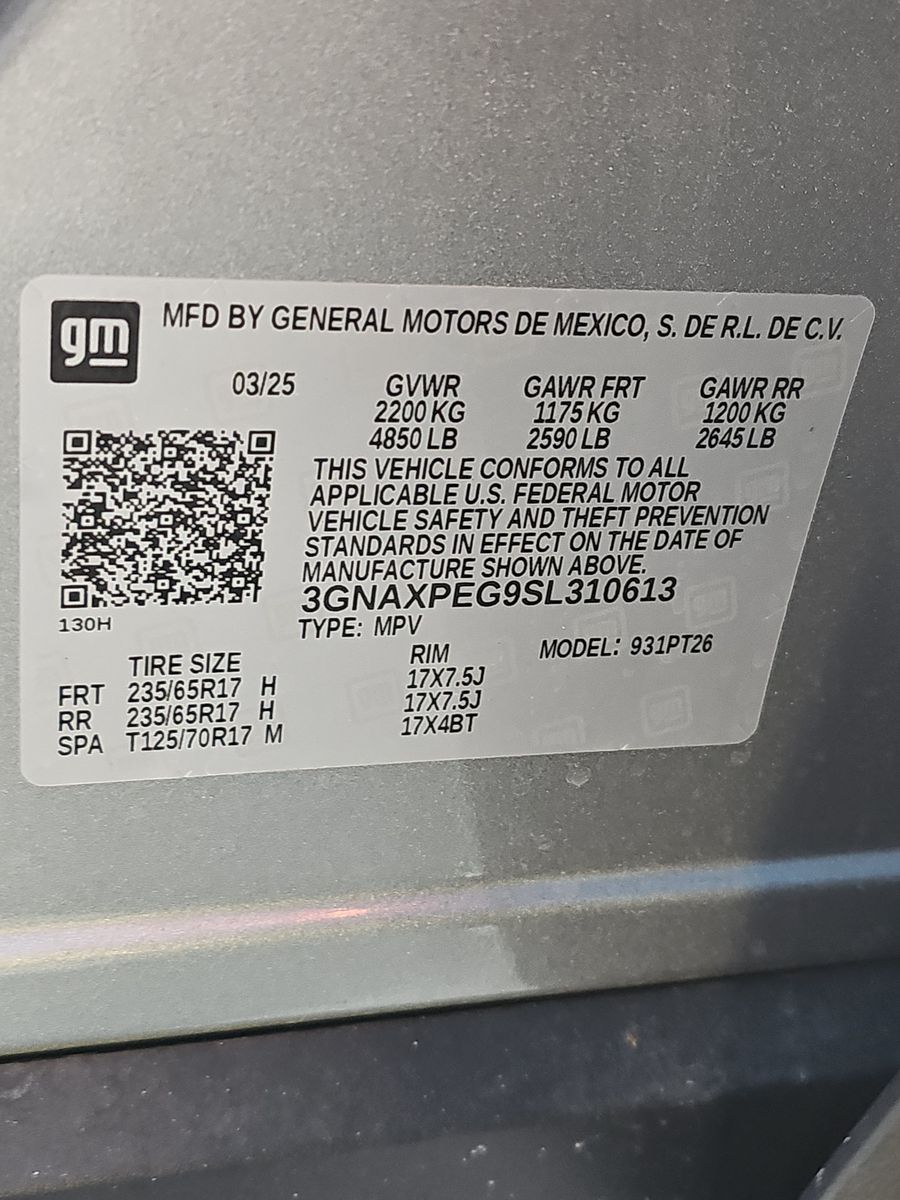 gm
MFD BY GENERAL MOTORS DE MEXICO, S. DE R.L. DE C.V.
03/25 GVWR GAWR FRT GAWR RR
2200 KG 1175 KG 1200 KG
4850 LB 2590 LB 2645 LB
THIS VEHICLE CONFORMS TO ALL
APPLICABLE U.S. FEDERAL MOTOR
VEHICLE SAFETY AND THEFT PREVENTION
STANDARDS IN EFFECT ON THE DATE OF
MANUFACTURE SHOWN ABOVE.
3GNAXPEG9SL310613
130H
TYPE: MPV
MODEL: 931PT26
TIRE SIZE RIM
FRT 235/65R17 H 17X7.5J
RR 235/65R17 H 17X7.5J
SPA T125/70R17 M 17X4BT